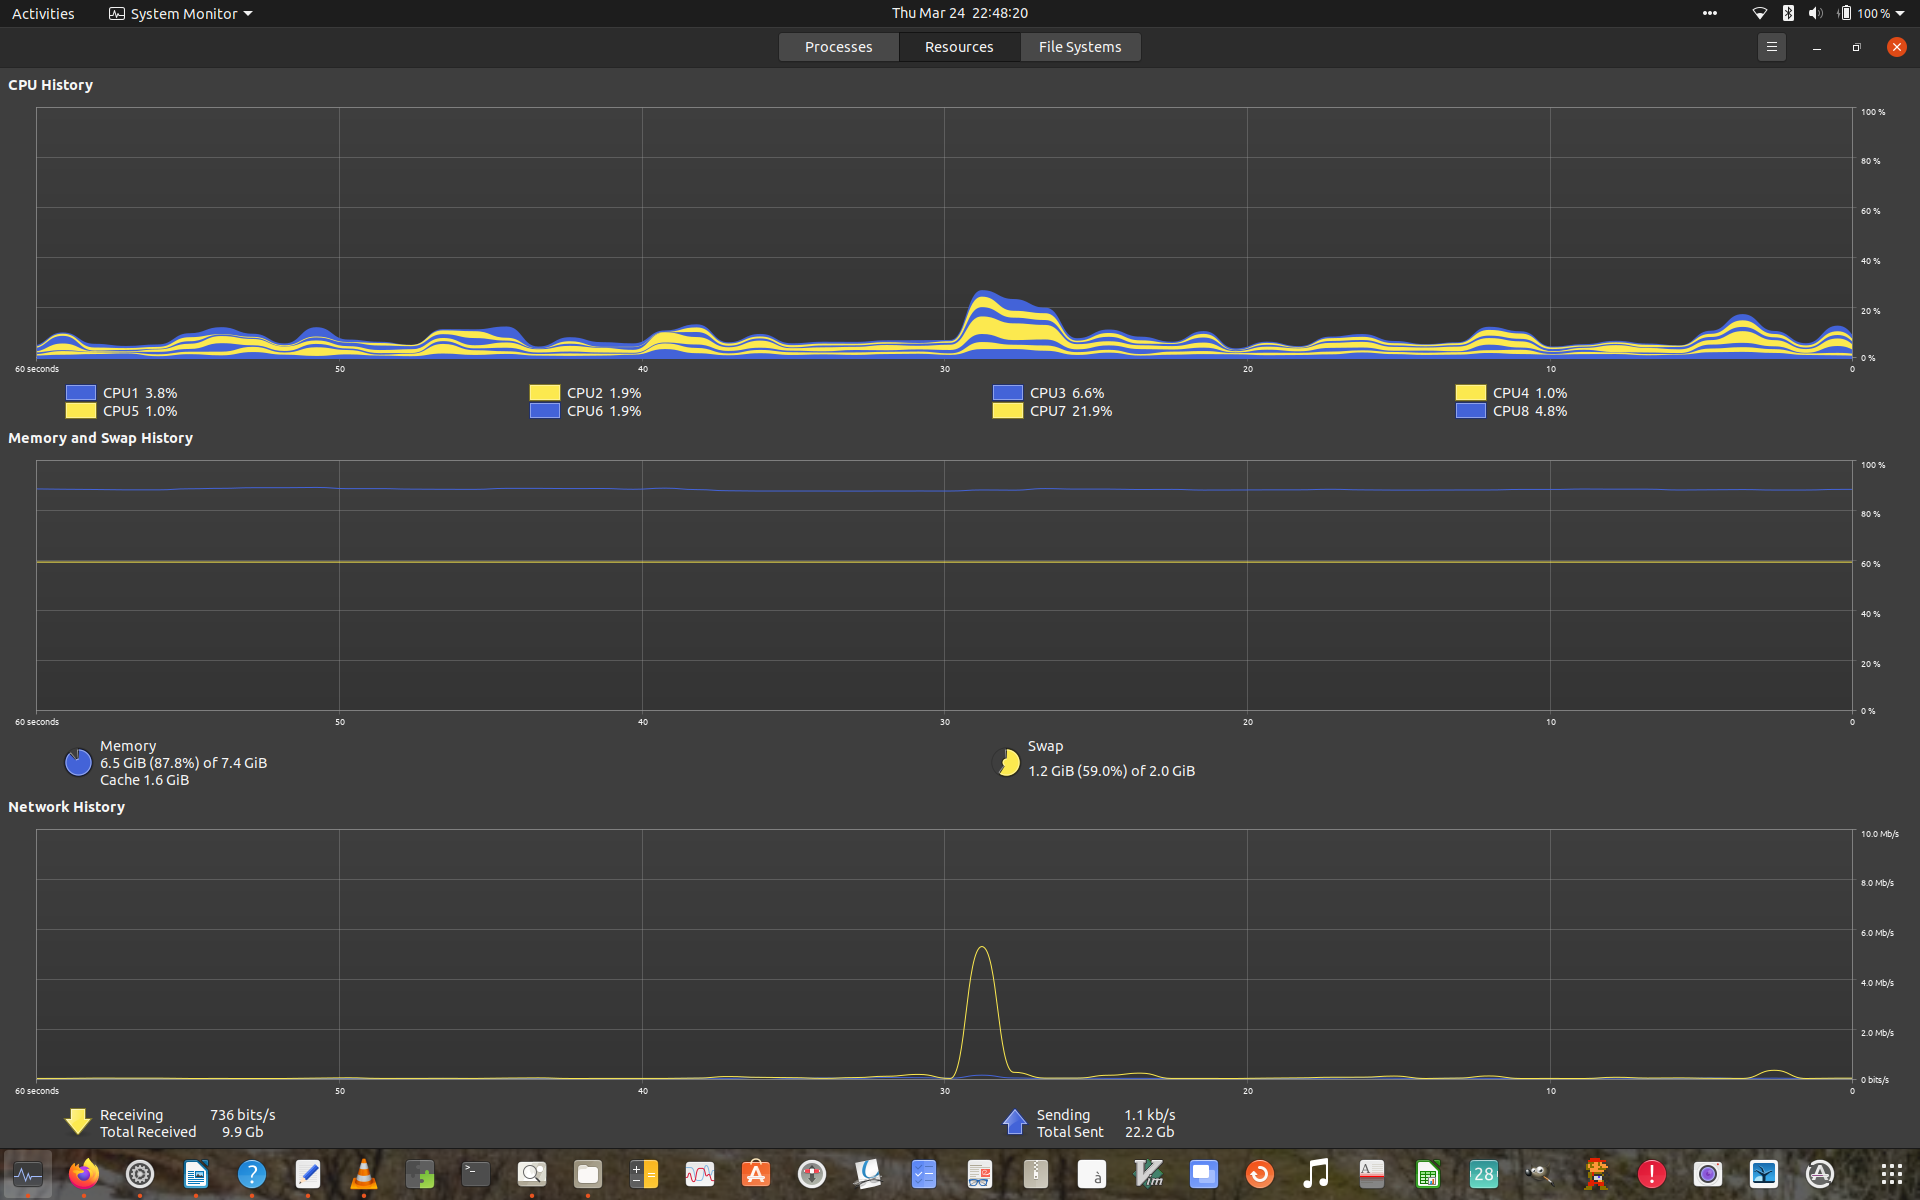 Activities System Monitor Thu Mar 24 22:48:20 100 %
Processes Resources File Systems
CPU History
100 %
80 %
60 %
40 %
20 %
0 %
60 seconds 50 40 30 20 10 0
CPU1 3.8% CPU2 1.9% CPU3 6.6% CPU4 1.0%
CPU5 1.0% CPU6 1.9% CPU7 21.9% CPU8 4.8%
Memory and Swap History
100 %
80 %
60 %
40 %
20 %
0 %
60 seconds 50 40 30 20 10 0
Memory
6.5 GiB (87.8%) of 7.4 GiB
Cache 1.6 GiB
Swap
1.2 GiB (59.0%) of 2.0 GiB
Network History
10.0 Mb/s
8.0 Mb/s
6.0 Mb/s
4.0 Mb/s
2.0 Mb/s
0 bits/s
60 seconds 50 40 30 20 10 0
Receiving 736 bits/s
Total Received 9.9 Gb
Sending 1.1 kb/s
Total Sent 22.2 Gb
? >_ à Vim A 28 !